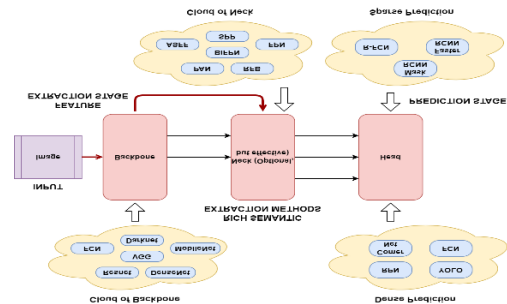 Cloud of Backbone
Resnet
DenseNet
VGG
FCN
MobileNet
Darknet
Dense Prediction
RPN
YOLO
Corner
Net
FCN
RICH SEMANTIC
EXTRACTION METHODS
INPUT
Image
Backbone
Neck (Optional,
but effective)
Head
FEATURE
EXTRACTION STAGE
PREDICTION STAGE
PAN
RFB
BiFPN
ASFF
FPN
SPP
Cloud of Neck
Mask
RCNN
R-FCN
Faster
RCNN
Sparse Prediction